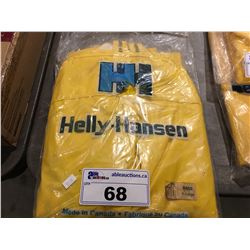 HH
Helly-Hansen
ableauctions.ca
68
Made in Canada • Fabriqué au Canada